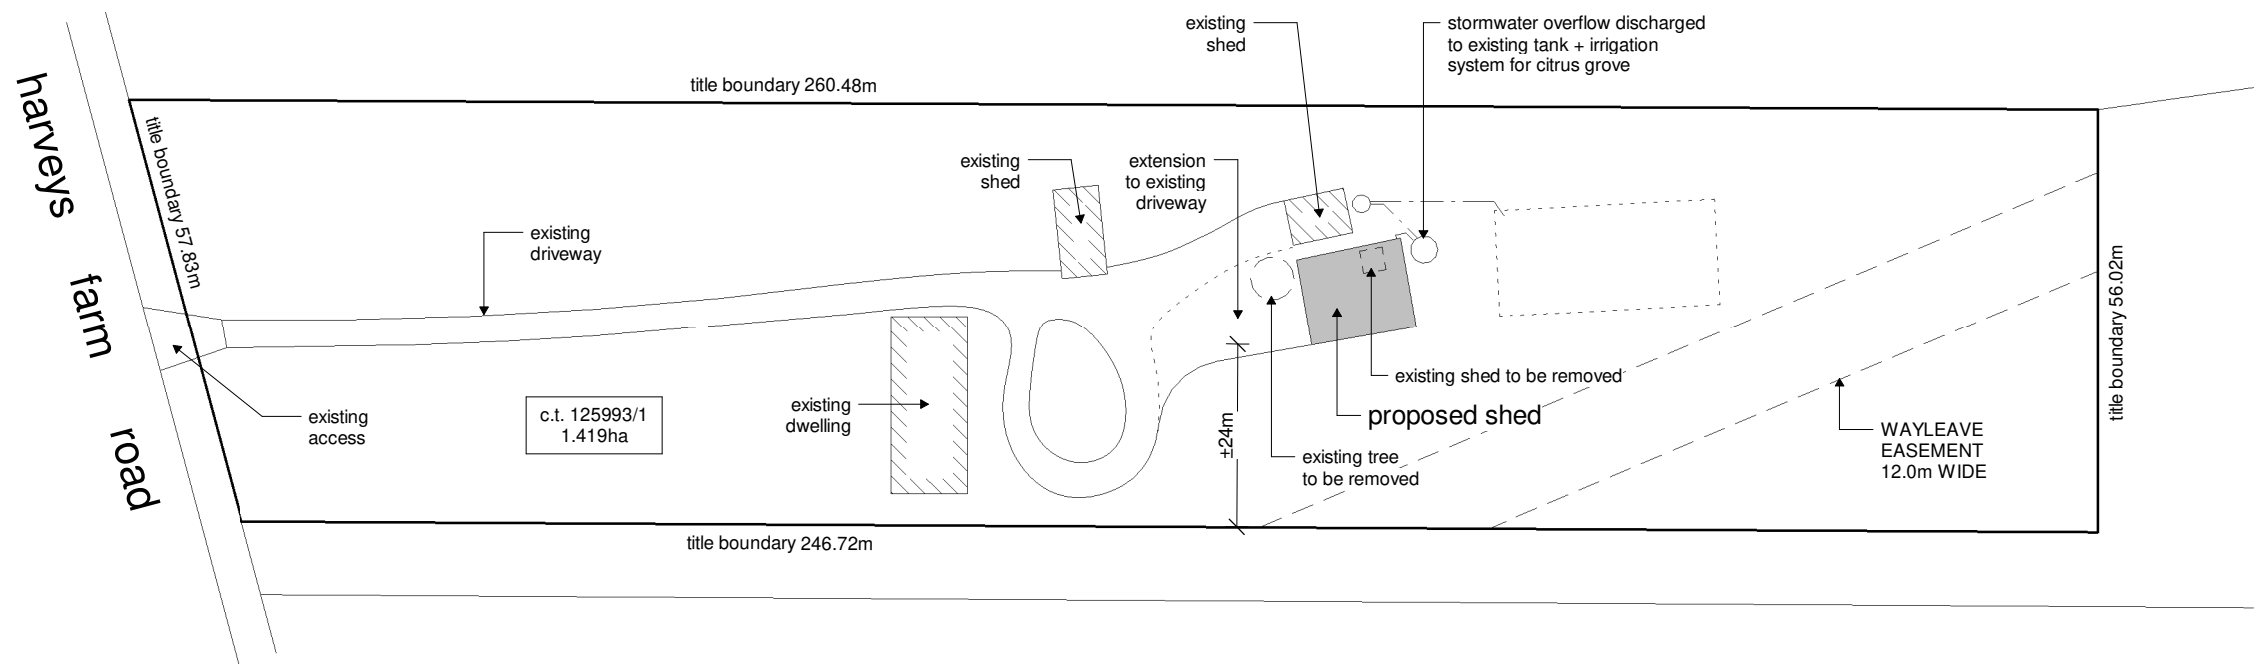 harveys farm road
title boundary 260.48m
title boundary 57.83m
existing
shed
stormwater overflow discharged
to existing tank + irrigation
system for citrus grove
existing
shed
extension
to existing
driveway
existing
driveway
existing
access
c.t. 125993/1
1.419ha
existing
dwelling
±24m
existing shed to be removed
proposed shed
existing tree
to be removed
WAYLEAVE
EASEMENT
12.0m WIDE
title boundary 56.02m
title boundary 246.72m